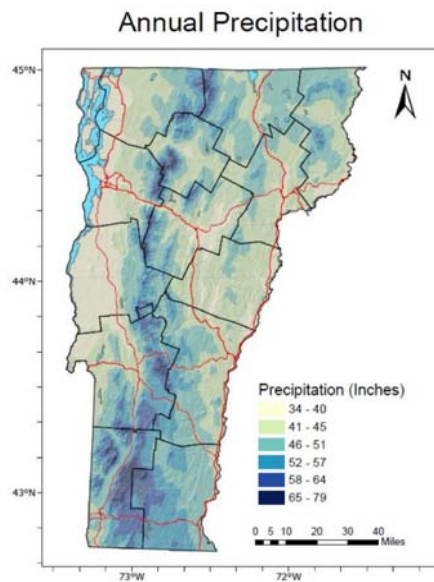 Annual Precipitation
45°N
N
44°N
43°N
Precipitation (Inches)
34 - 40
41 - 45
46 - 51
52 - 57
58 - 64
65 - 79
0 5 10 20 30 40
Miles
73°W
72°W